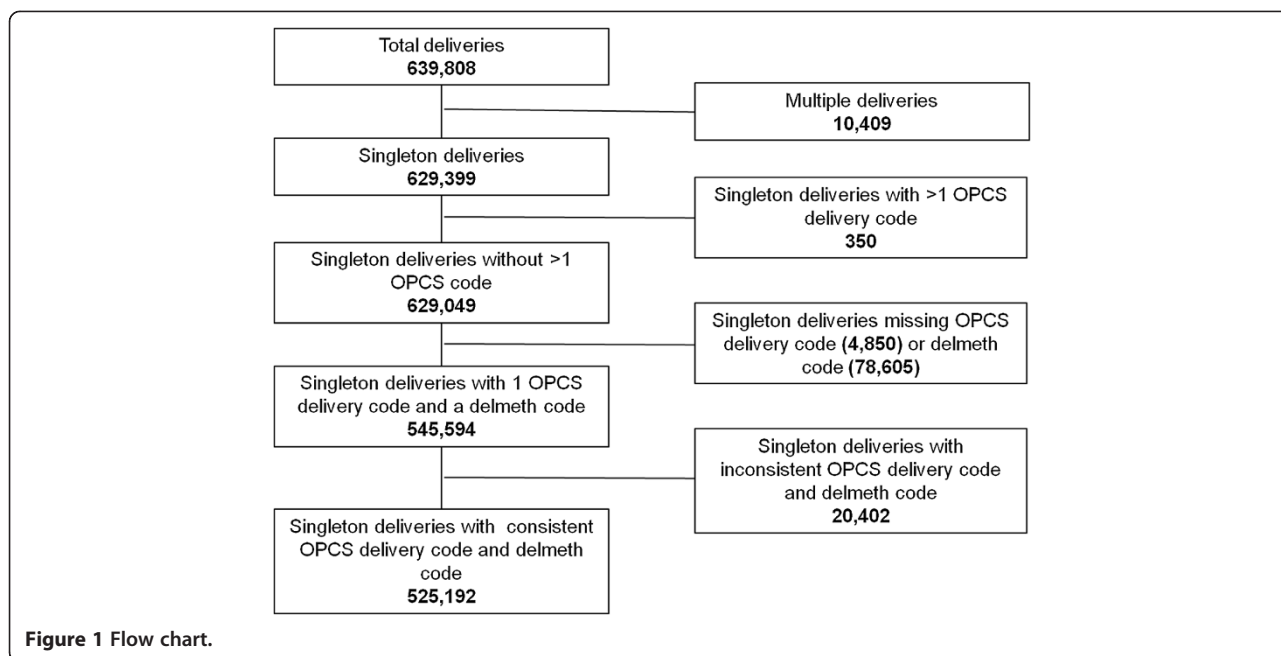 Total deliveries
639,808
Multiple deliveries
10,409
Singleton deliveries
629,399
Singleton deliveries with >1 OPCS
delivery code
350
Singleton deliveries without >1
OPCS code
629,049
Singleton deliveries missing OPCS
delivery code (4,850) or delmeth
code (78,605)
Singleton deliveries with 1 OPCS
delivery code and a delmeth code
545,594
Singleton deliveries with
inconsistent OPCS delivery code
and delmeth code
20,402
Singleton deliveries with consistent
OPCS delivery code and delmeth
code
525,192
Figure 1 Flow chart.